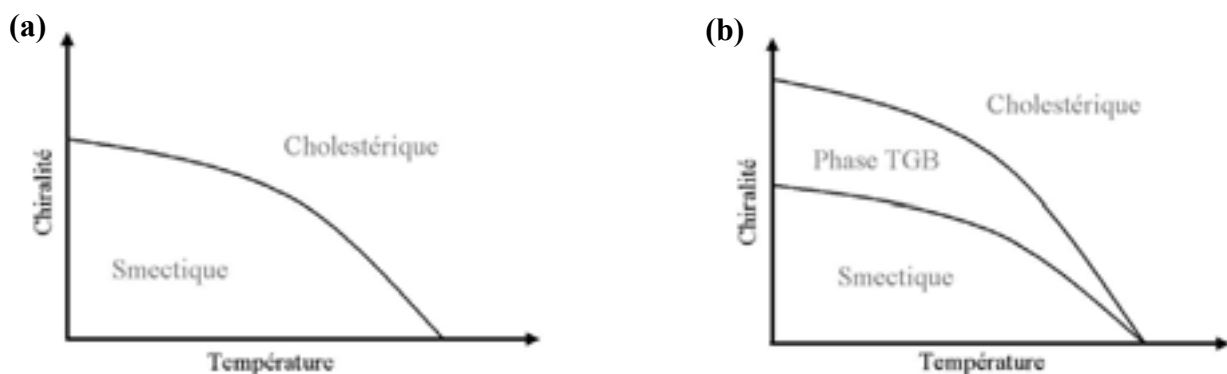 (a)
Chiralité
Cholestérique
Smectique
Température
(b)
Chiralité
Cholestérique
Phase TGB
Smectique
Température